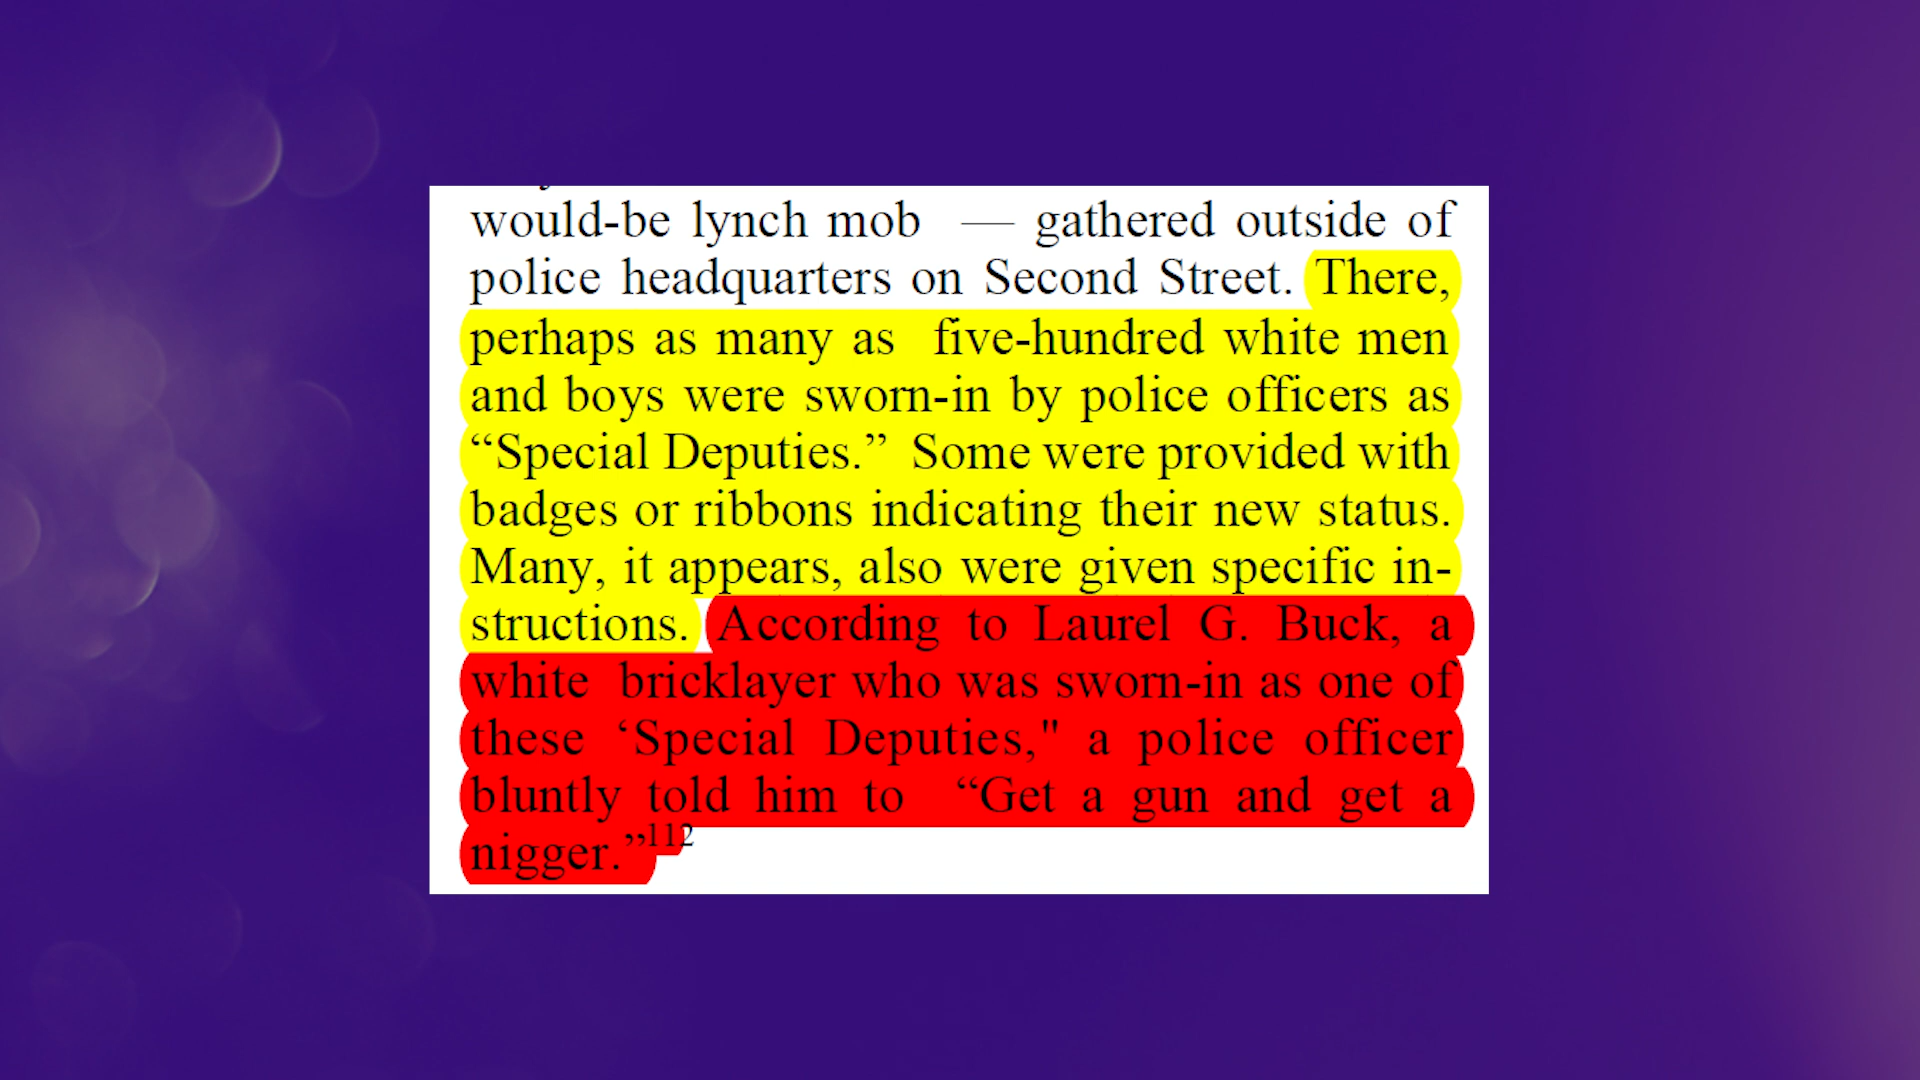 would-be lynch mob — gathered outside of
police headquarters on Second Street. There,
perhaps as many as five-hundred white men
and boys were sworn-in by police officers as
“Special Deputies.” Some were provided with
badges or ribbons indicating their new status.
Many, it appears, also were given specific in-
structions. According to Laurel G. Buck, a
white bricklayer who was sworn-in as one of
these ‘Special Deputies," a police officer
bluntly told him to “Get a gun and get a
nigger.”112